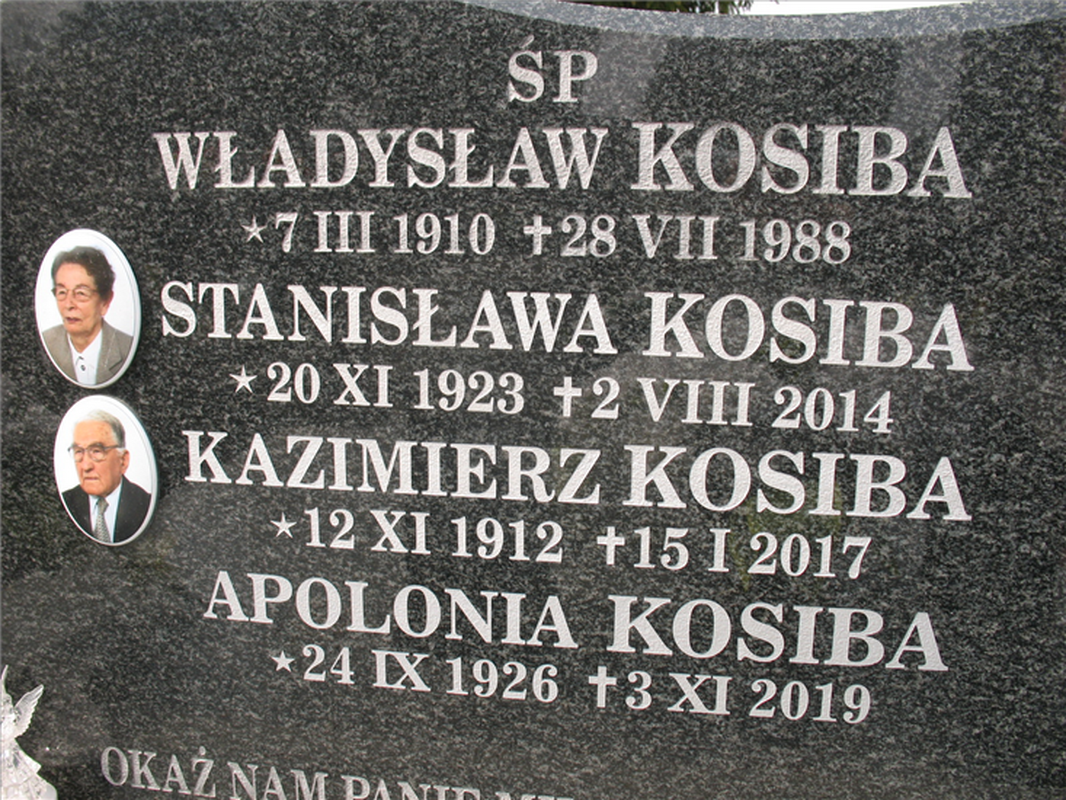 ŚP
WŁADYSŁAW KOSIBA
★7 III 1910 ✝28 VII 1988
STANISŁAWA KOSIBA
★20 XI 1923 ✝2 VIII 2014
KAZIMIERZ KOSIBA
★12 XI 1912 ✝15 I 2017
APOLONIA KOSIBA
★24 IX 1926 ✝3 XI 2019
OKAŻ NAM PANIE